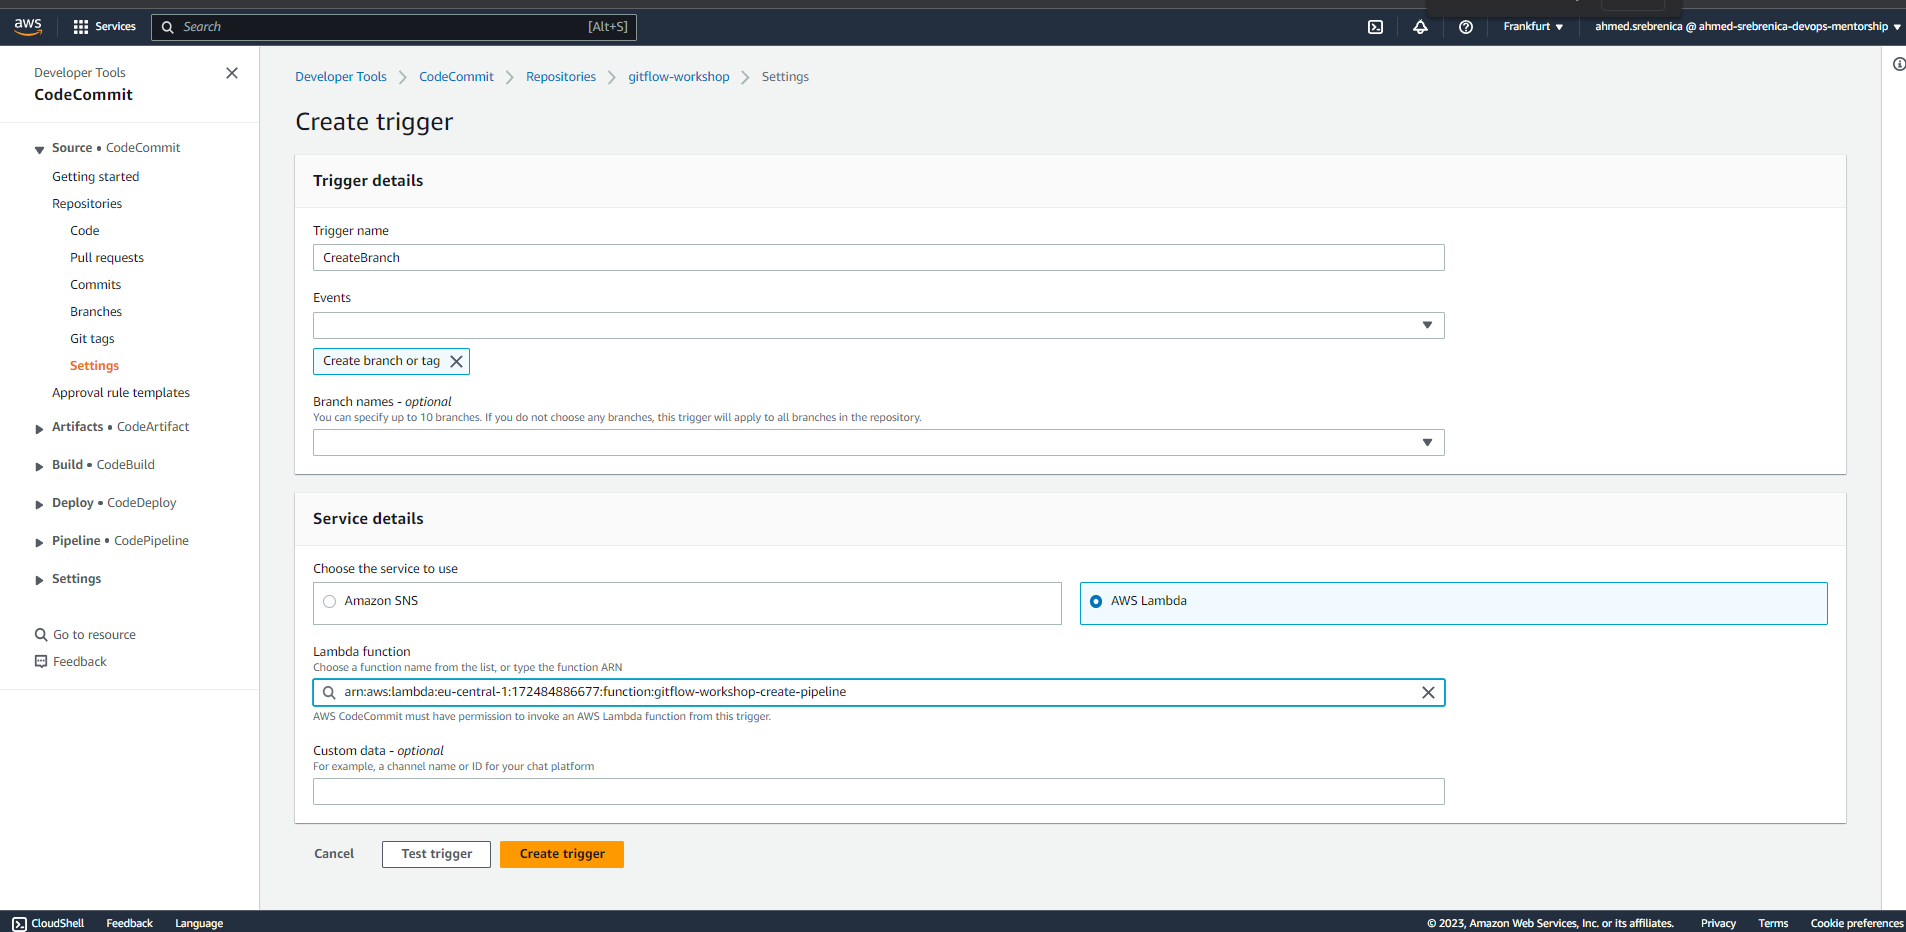 aws
Services
Search
[Alt+S]
Frankfurt
ahmed.srebrenica @ ahmed-srebrenica-devops-mentorship
Developer Tools
CodeCommit
Source • CodeCommit
Getting started
Repositories
Code
Pull requests
Commits
Branches
Git tags
Settings
Approval rule templates
Artifacts • CodeArtifact
Build • CodeBuild
Deploy • CodeDeploy
Pipeline • CodePipeline
Settings
Go to resource
Feedback
Developer Tools
CodeCommit
Repositories
gitflow-workshop
Settings
Create trigger
Trigger details
Trigger name
CreateBranch
Events
Create branch or tag
Branch names - optional
You can specify up to 10 branches. If you do not choose any branches, this trigger will apply to all branches in the repository.
Service details
Choose the service to use
Amazon SNS
AWS Lambda
Lambda function
Choose a function name from the list, or type the function ARN
arn:aws:lambda:eu-central-1:172484886677:function:gitflow-workshop-create-pipeline
AWS CodeCommit must have permission to invoke an AWS Lambda function from this trigger.
Custom data - optional
For example, a channel name or ID for your chat platform
Cancel
Test trigger
Create trigger
CloudShell
Feedback
Language
© 2023, Amazon Web Services, Inc. or its affiliates.
Privacy
Terms
Cookie preferences